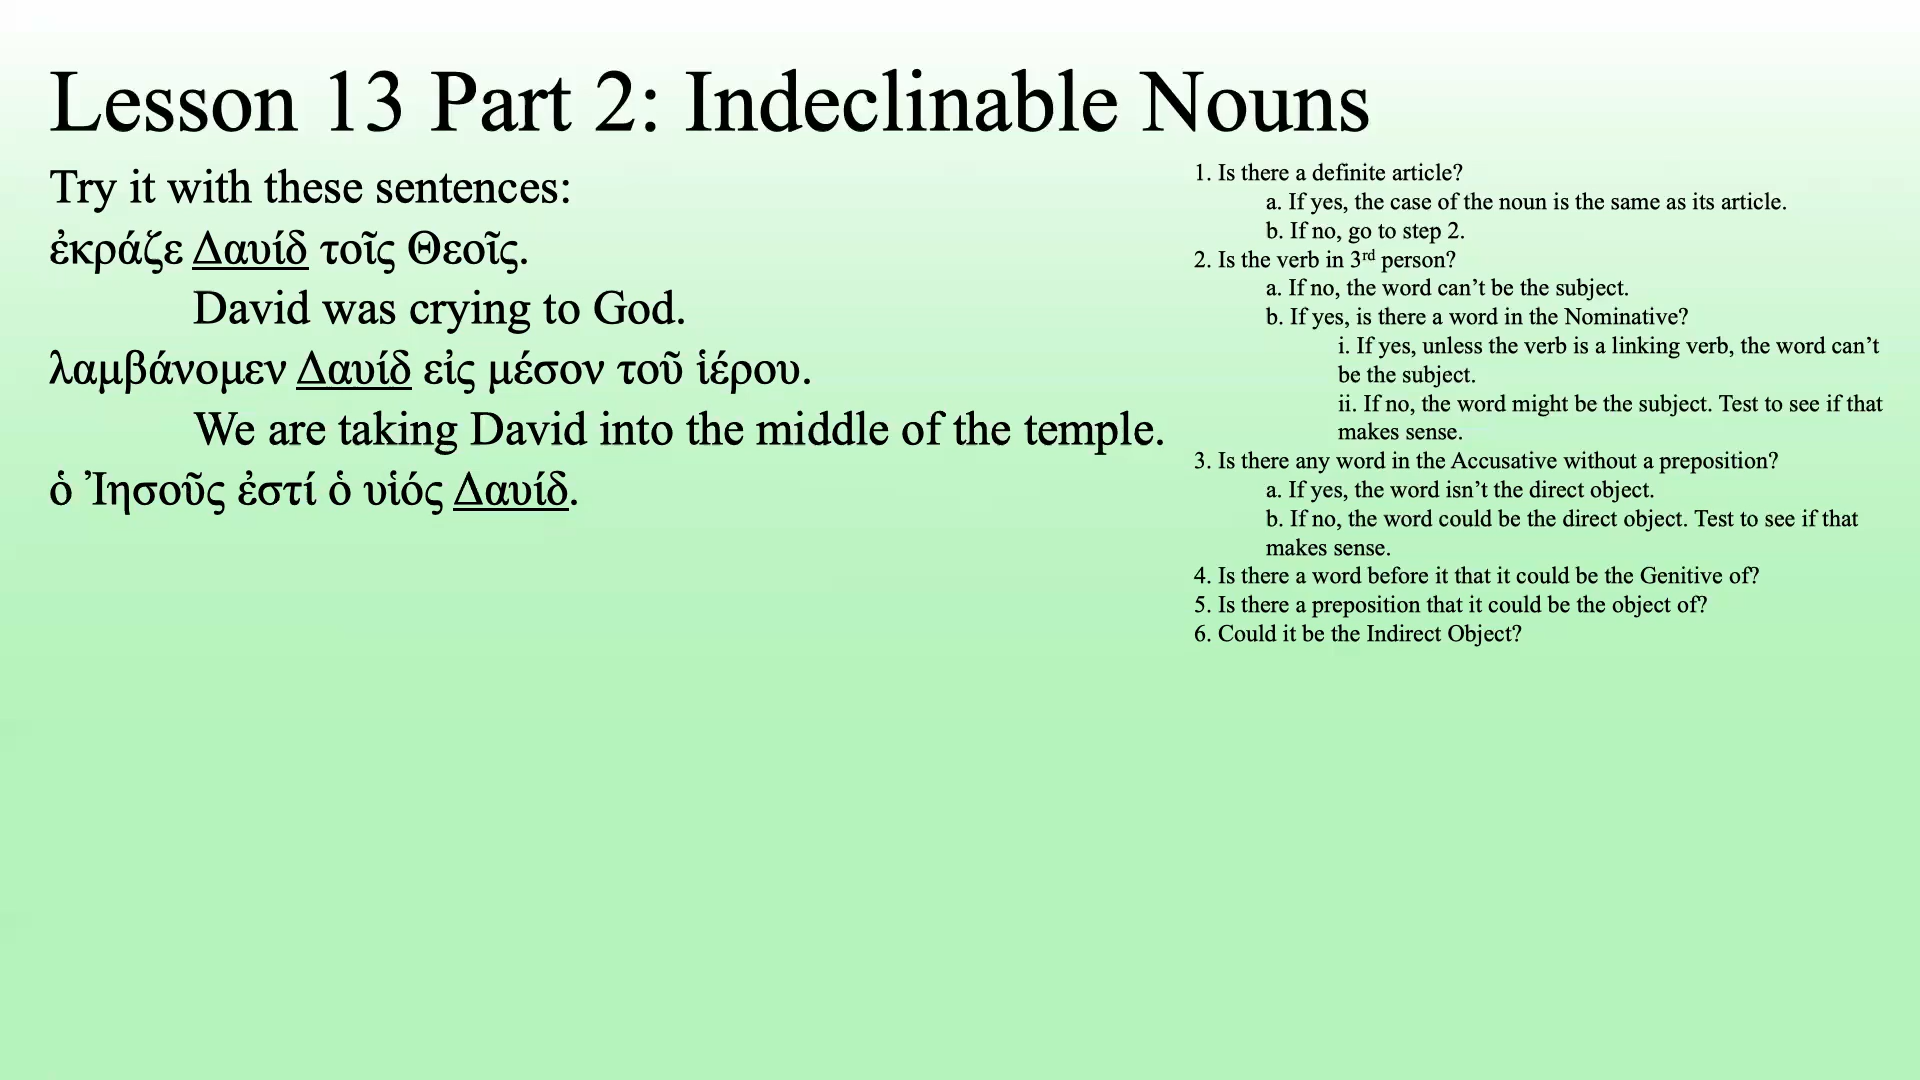 Lesson 13 Part 2: Indeclinable Nouns
Try it with these sentences:
ἐκράζε Δαυίδ τοῖς Θεοῖς.
David was crying to God.
λαμβάνομεν Δαυίδ εἰς μέσον τοῦ ἱέρου.
We are taking David into the middle of the temple.
ὁ Ἰησοῦς ἐστί ὁ υἱός Δαυίδ.
1. Is there a definite article?
a. If yes, the case of the noun is the same as its article.
b. If no, go to step 2.
2. Is the verb in 3rd person?
a. If no, the word can’t be the subject.
b. If yes, is there a word in the Nominative?
i. If yes, unless the verb is a linking verb, the word can’t
be the subject.
ii. If no, the word might be the subject. Test to see if that
makes sense.
3. Is there any word in the Accusative without a preposition?
a. If yes, the word isn’t the direct object.
b. If no, the word could be the direct object. Test to see if that
makes sense.
4. Is there a word before it that it could be the Genitive of?
5. Is there a preposition that it could be the object of?
6. Could it be the Indirect Object?